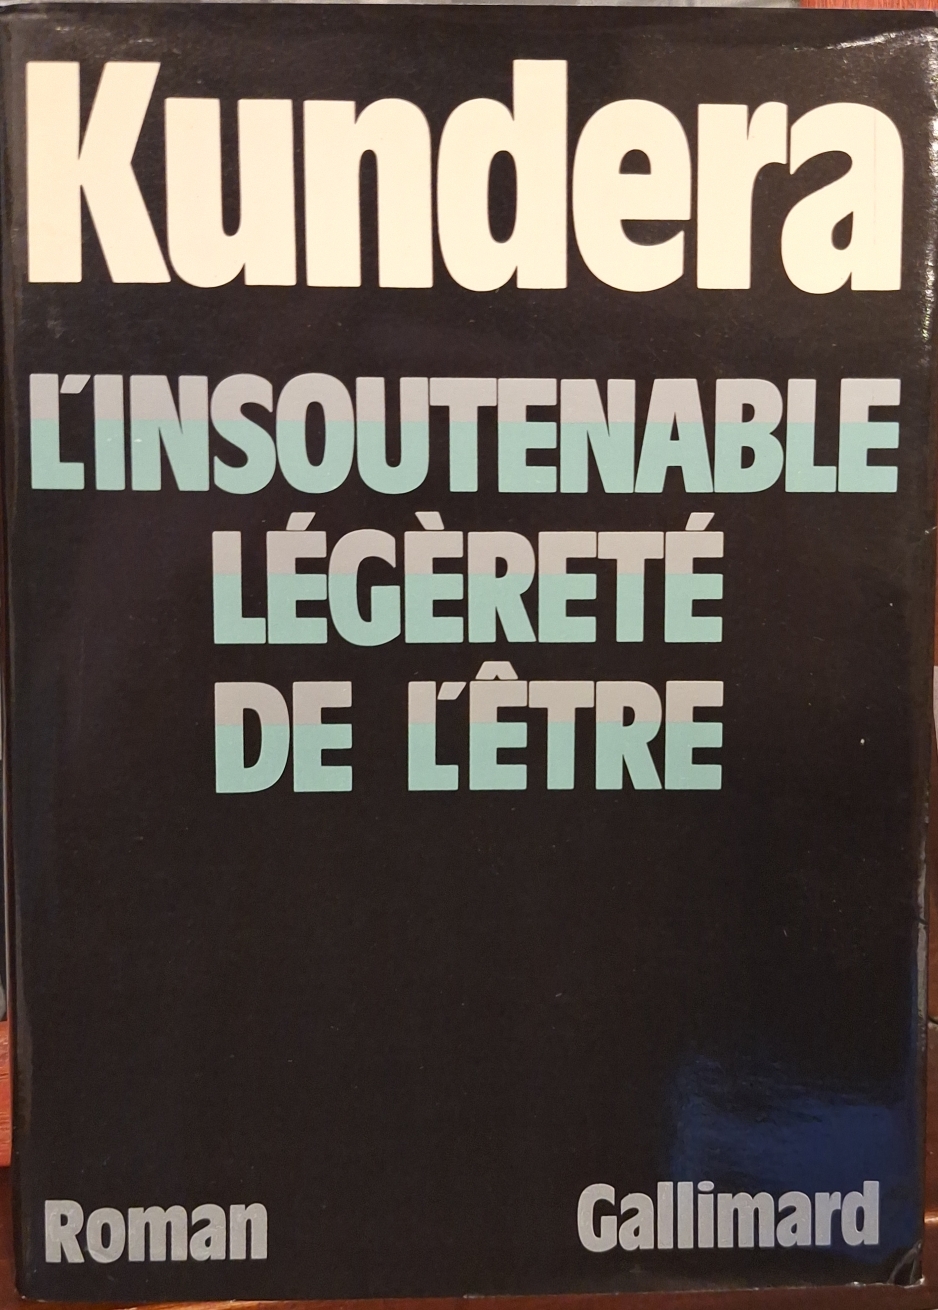 Kundera
L'INSOUTENABLE
LÉGÈRETÉ
DE L'ÊTRE
Roman
Gallimard